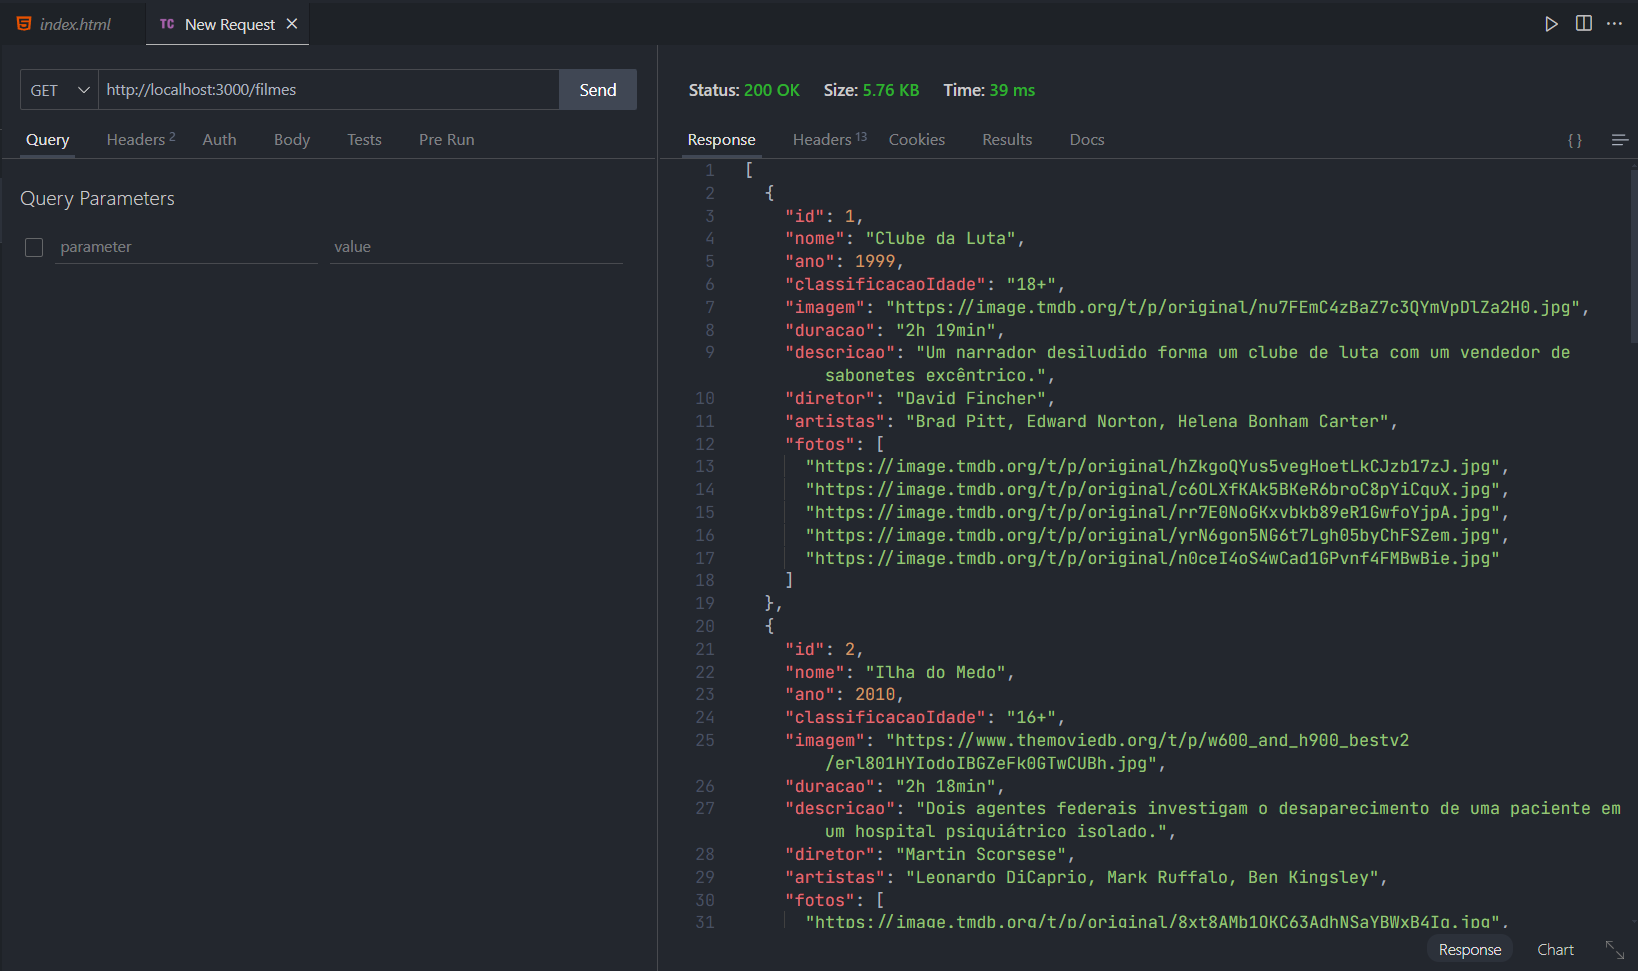 index.html
TC New Request
GET http://localhost:3000/filmes Send
Query Headers 2 Auth Body Tests Pre Run
Query Parameters
parameter value
Status: 200 OK Size: 5.76 KB Time: 39 ms
Response Headers 13 Cookies Results Docs { }
1 [
2 {
3 "id": 1,
4 "nome": "Clube da Luta",
5 "ano": 1999,
6 "classificacaoIdade": "18+",
7 "imagem": "https://image.tmdb.org/t/p/original/nu7FEmC4zBaZ7c3QYmVpDlZa2H0.jpg",
8 "duracao": "2h 19min",
9 "descricao": "Um narrador desiludido forma um clube de luta com um vendedor de
sabonetes excêntrico.",
10 "diretor": "David Fincher",
11 "artistas": "Brad Pitt, Edward Norton, Helena Bonham Carter",
12 "fotos": [
13 "https://image.tmdb.org/t/p/original/hZkgoQYus5vegHoetLkCJzb17zJ.jpg",
14 "https://image.tmdb.org/t/p/original/c6OLXfKAk5BKeR6broC8pYiCquX.jpg",
15 "https://image.tmdb.org/t/p/original/rr7E0NoGKxvbkb89eR1GwfoYjpA.jpg",
16 "https://image.tmdb.org/t/p/original/yrN6gon5NG6t7Lgh05byChFSZem.jpg",
17 "https://image.tmdb.org/t/p/original/n0ceI4oS4wCad1GPvnf4FMBwBie.jpg"
18 ]
19 },
20 {
21 "id": 2,
22 "nome": "Ilha do Medo",
23 "ano": 2010,
24 "classificacaoIdade": "16+",
25 "imagem": "https://www.themoviedb.org/t/p/w600_and_h900_bestv2
/erl801HYIodoIBGZeFk0GTwCUBh.jpg",
26 "duracao": "2h 18min",
27 "descricao": "Dois agentes federais investigam o desaparecimento de uma paciente em
um hospital psiquiátrico isolado.",
28 "diretor": "Martin Scorsese",
29 "artistas": "Leonardo DiCaprio, Mark Ruffalo, Ben Kingsley",
30 "fotos": [
31 "https://image.tmdb.org/t/p/original/8xt8AMb1OKC63AdhNSaYBWxB4Ig.jpg",
Response Chart